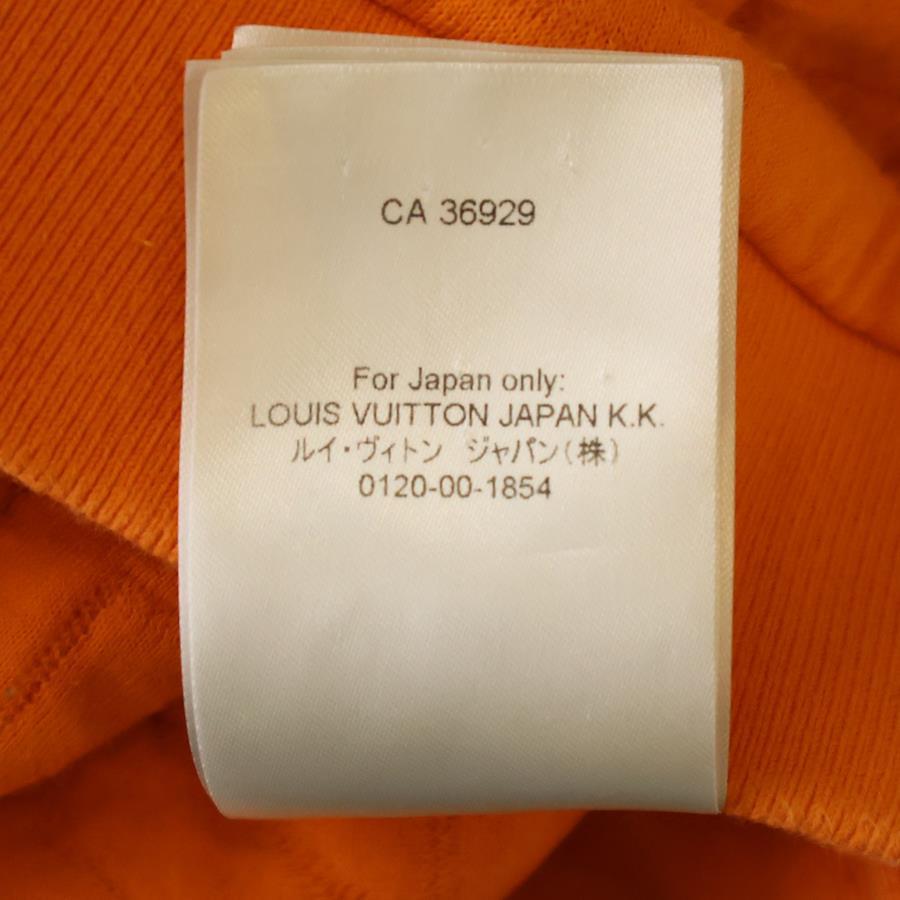 CA 36929
For Japan only:
LOUIS VUITTON JAPAN K.K.
ルイ・ヴィトン　ジャパン(株)
0120-00-1854